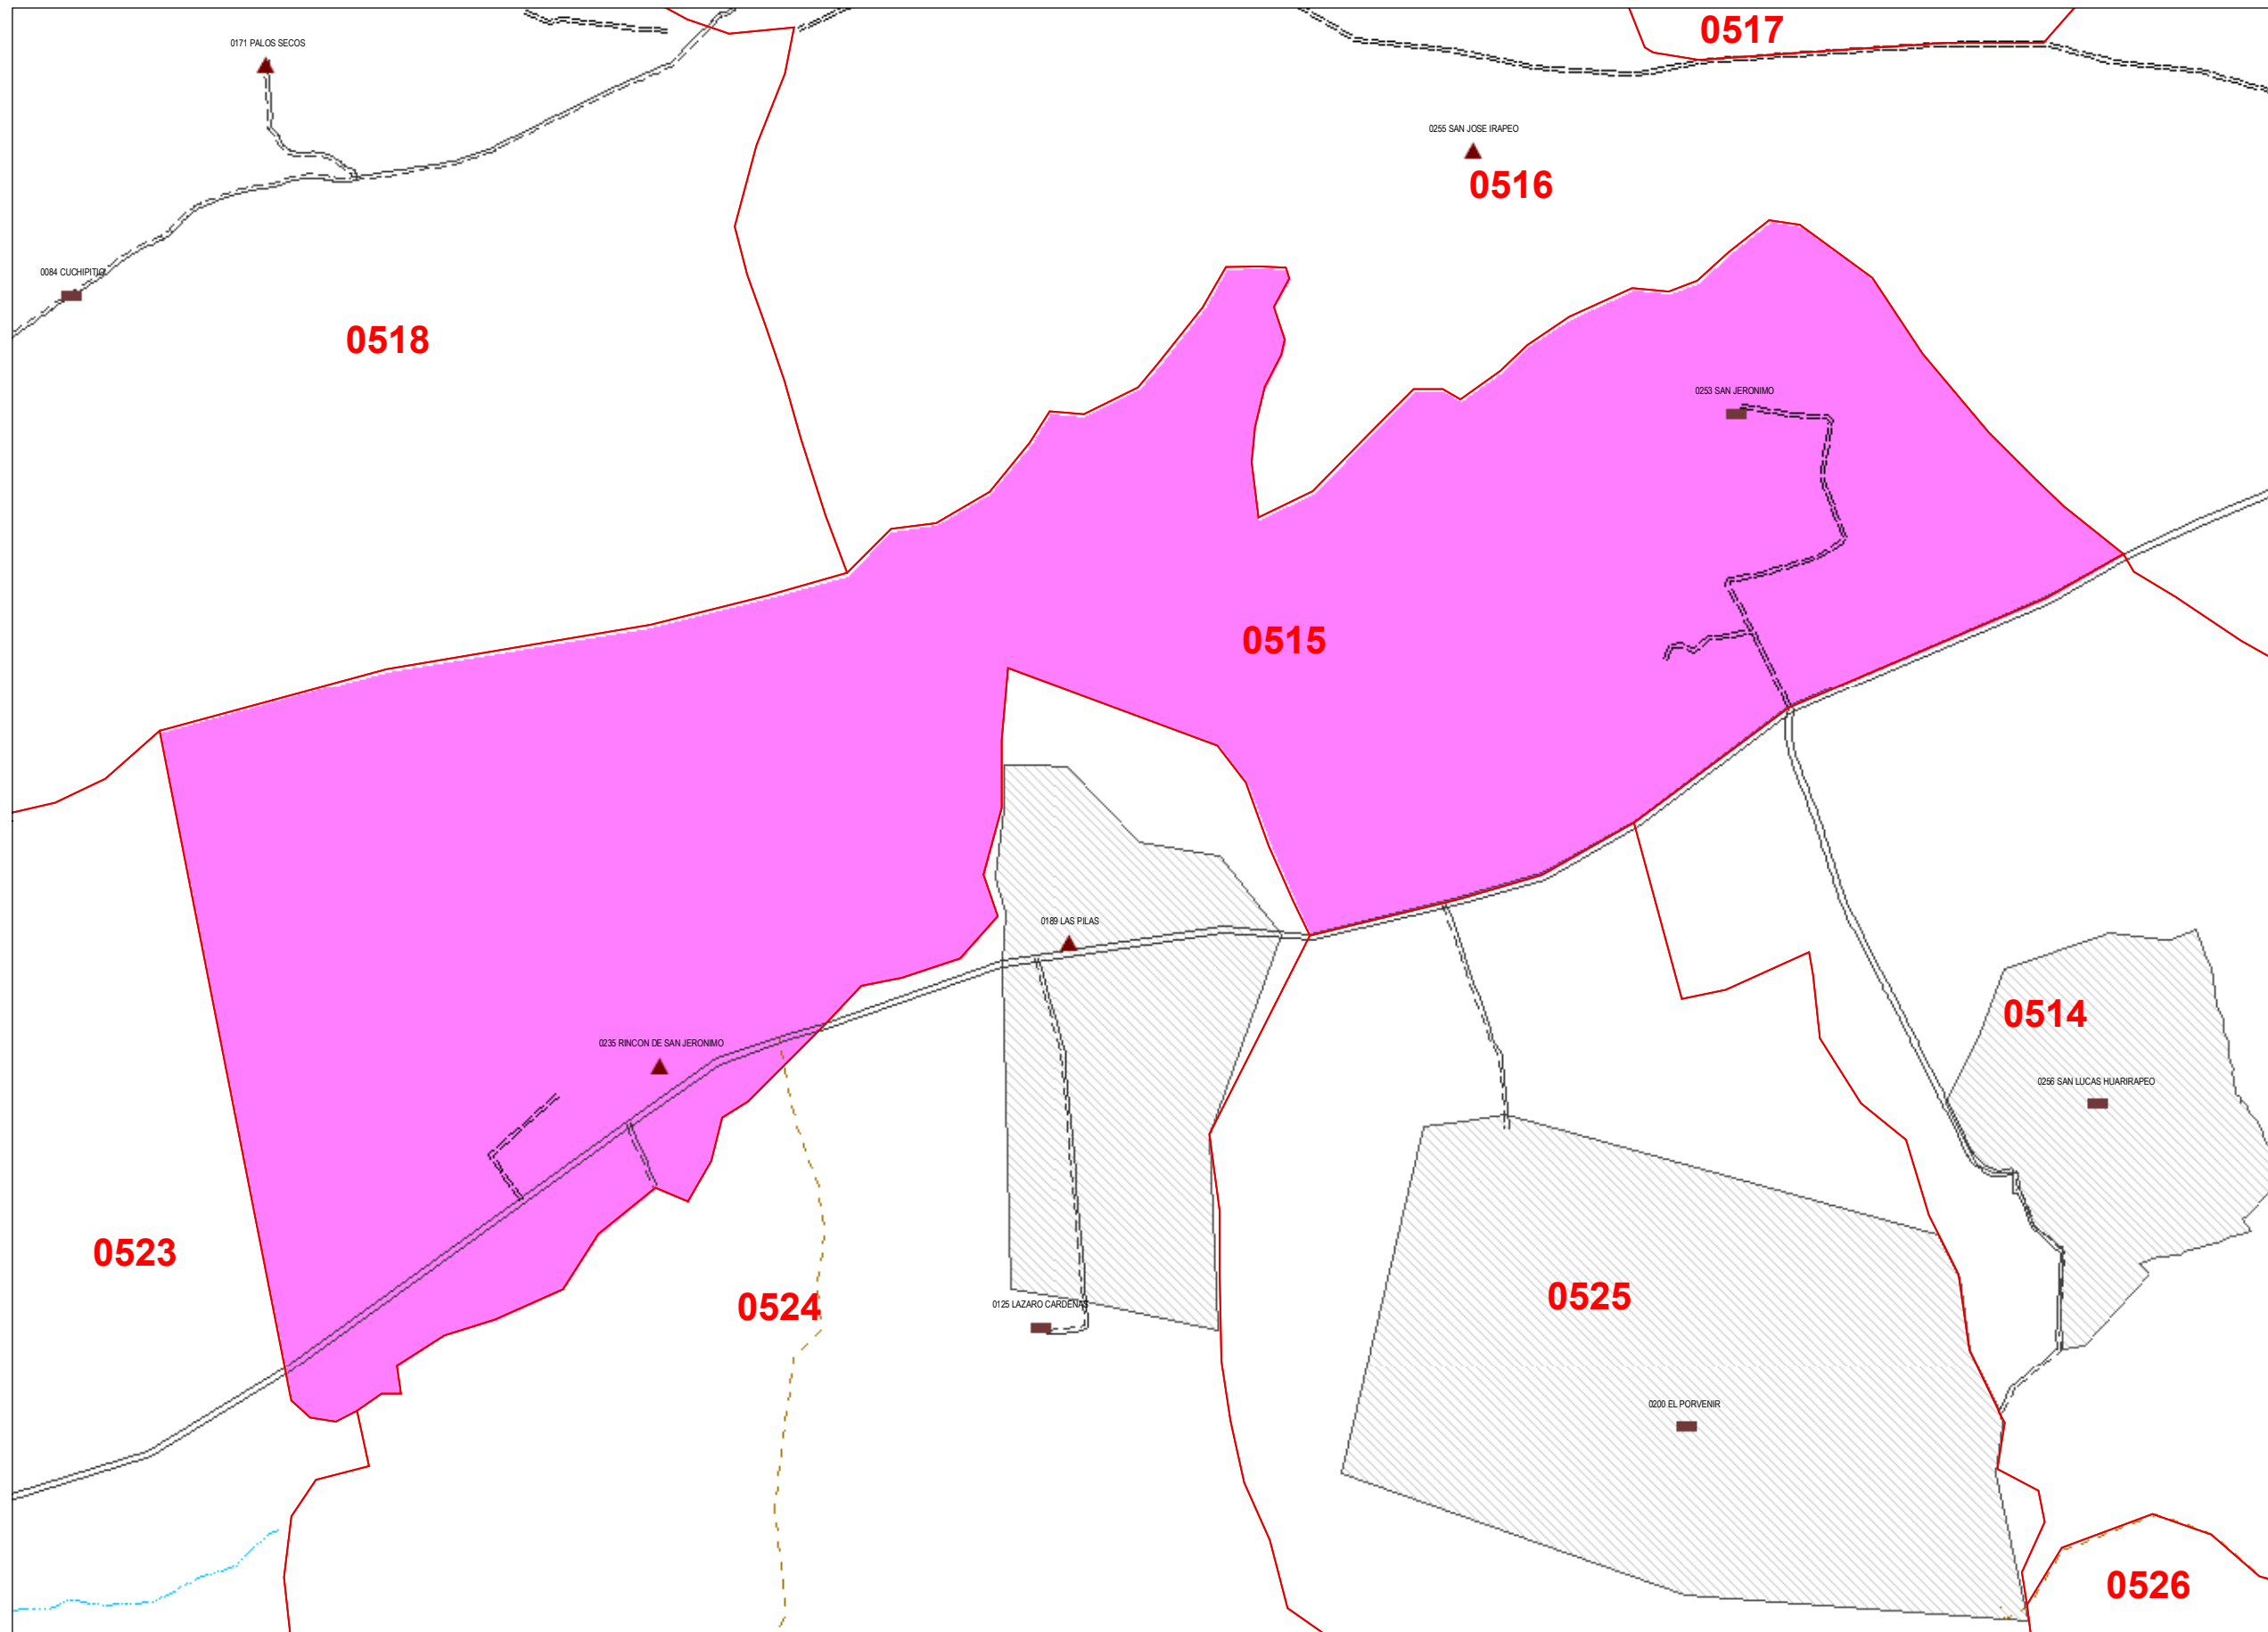 0517
0171 PALOS SECOS
0255 SAN JOSE IRAPEO
0516
0084 CUCHIPITIO
0518
0253 SAN JERONIMO
0515
0189 LAS PILAS
0514
0235 RINCON DE SAN JERONIMO
0256 SAN LUCAS HUARIRAPEO
0523
0525
0524
0125 LAZARO CARDENAS
0200 EL PORVENIR
0526